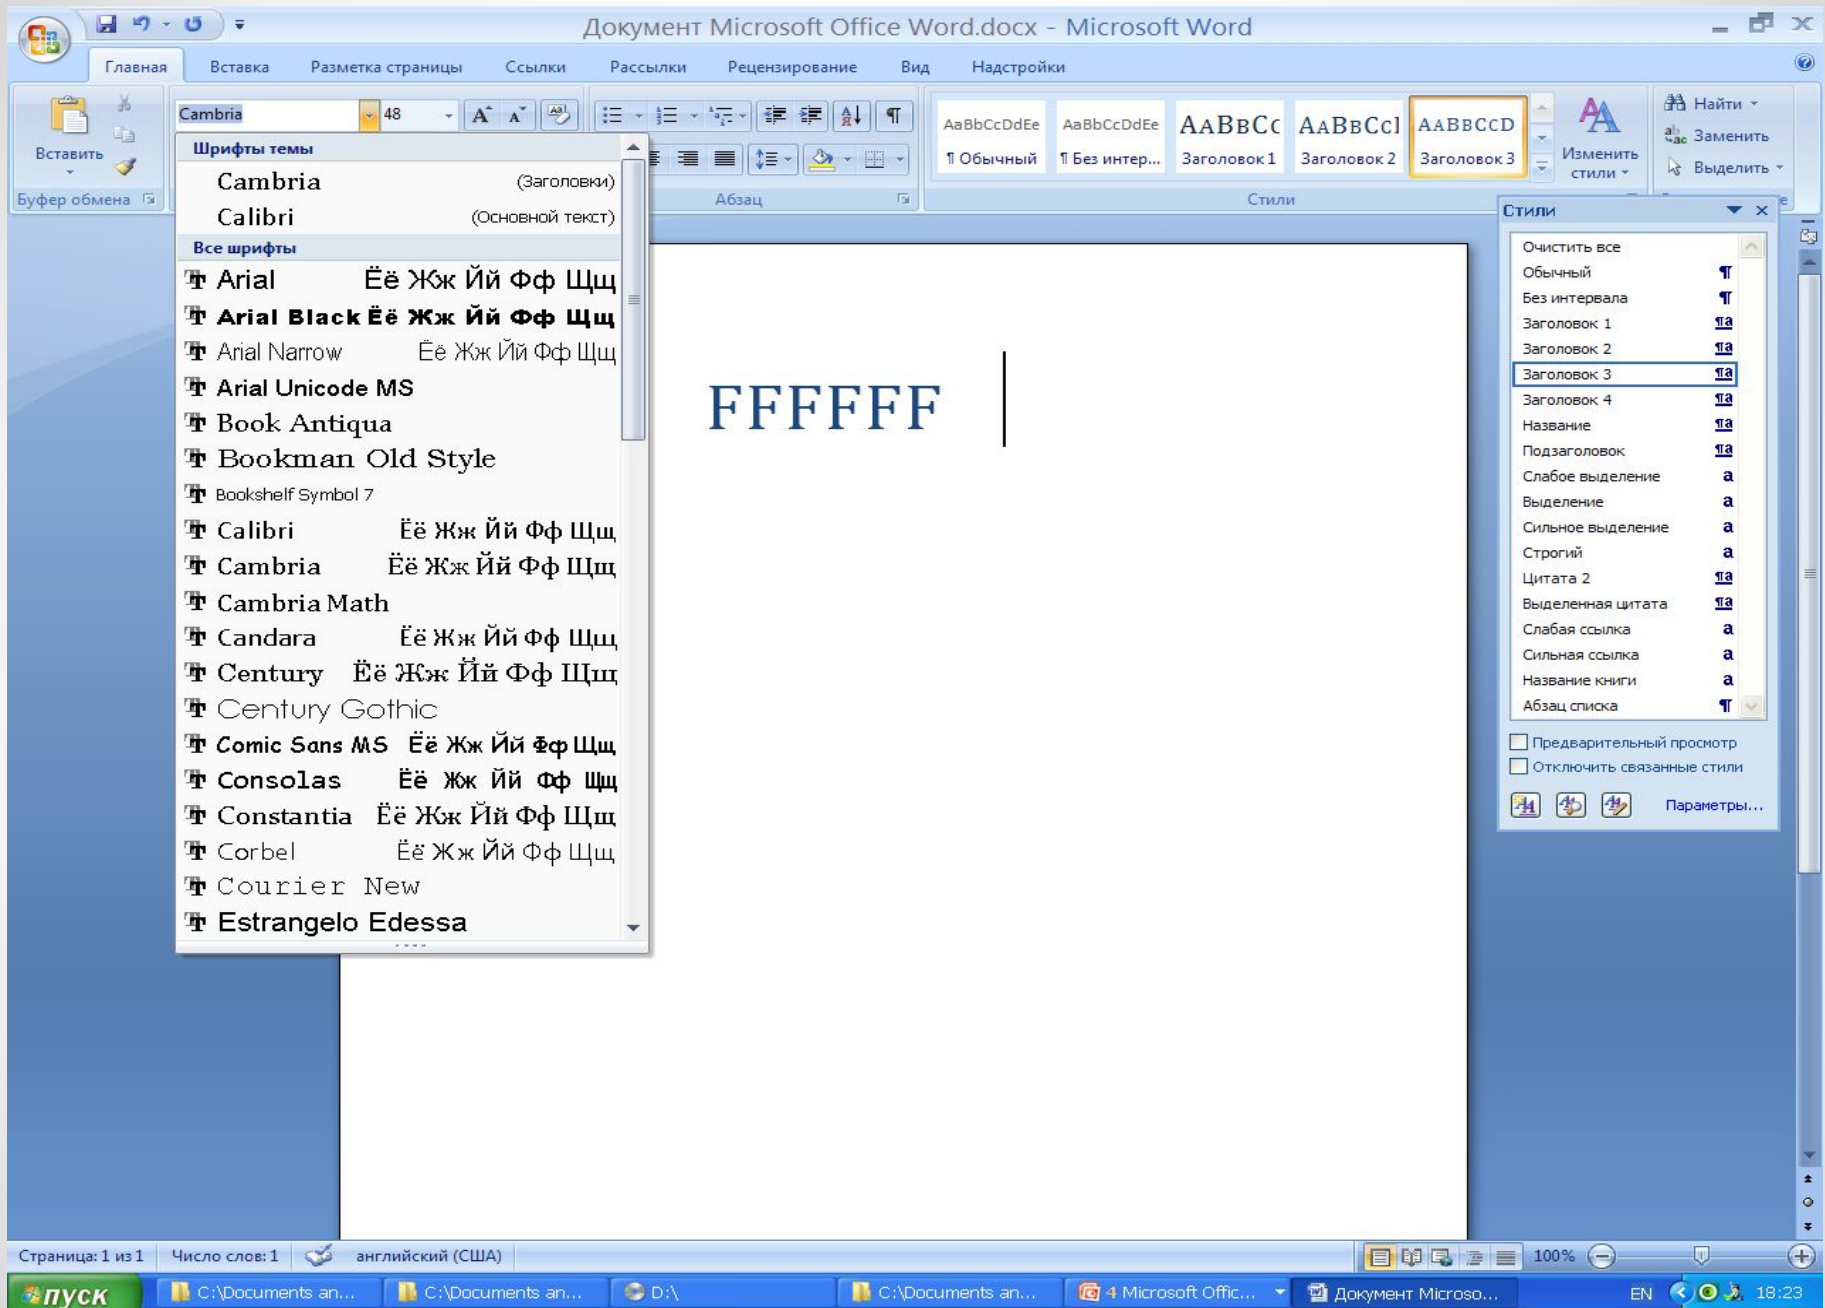 Документ Microsoft Office Word.docx - Microsoft Word
Главная Вставка Разметка страницы Ссылки Рассылки Рецензирование Вид Надстройки
Cambria 48
Вставить
Буфер обмена
Абзац
AaBbCcDdEe AaBbCcDdEe AaBbCc AaBbCcl AaBbCcD
¶ Обычный ¶ Без интер... Заголовок 1 Заголовок 2 Заголовок 3
Изменить стили
Стили
Найти
Заменить
Выделить
Шрифты темы
Cambria (Заголовки)
Calibri (Основной текст)
Все шрифты
Arial Ёё Жж Йй Фф Щщ
Arial Black Ёё Жж Йй Фф Щщ
Arial Narrow Ёё Жж Йй Фф Щщ
Arial Unicode MS
Book Antiqua
Bookman Old Style
Bookshelf Symbol 7
Calibri Ёё Жж Йй Фф Щщ
Cambria Ёё Жж Йй Фф Щщ
Cambria Math
Candara Ёё Жж Йй Фф Щщ
Century Ёё Жж Йй Фф Щщ
Century Gothic
Comic Sans MS Ёё Жж Йй Фф Щщ
Consolas Ёё Жж Йй Фф Щщ
Constantia Ёё Жж Йй Фф Щщ
Corbel Ёё Жж Йй Фф Щщ
Courier New
Estrangelo Edessa
FFFFFF
Стили
Очистить все
Обычный ¶
Без интервала ¶
Заголовок 1 ¶a
Заголовок 2 ¶a
Заголовок 3 ¶a
Заголовок 4 ¶a
Название ¶a
Подзаголовок ¶a
Слабое выделение a
Выделение a
Сильное выделение a
Строгий a
Цитата 2 ¶a
Выделенная цитата ¶a
Слабая ссылка a
Сильная ссылка a
Название книги a
Абзац списка ¶
Предварительный просмотр
Отключить связанные стили
Параметры...
Страница: 1 из 1 Число слов: 1 английский (США) 100%
пуск C:\Documents an... C:\Documents an... D:\ C:\Documents an... 4 Microsoft Offic... Документ Microso... EN 18:23